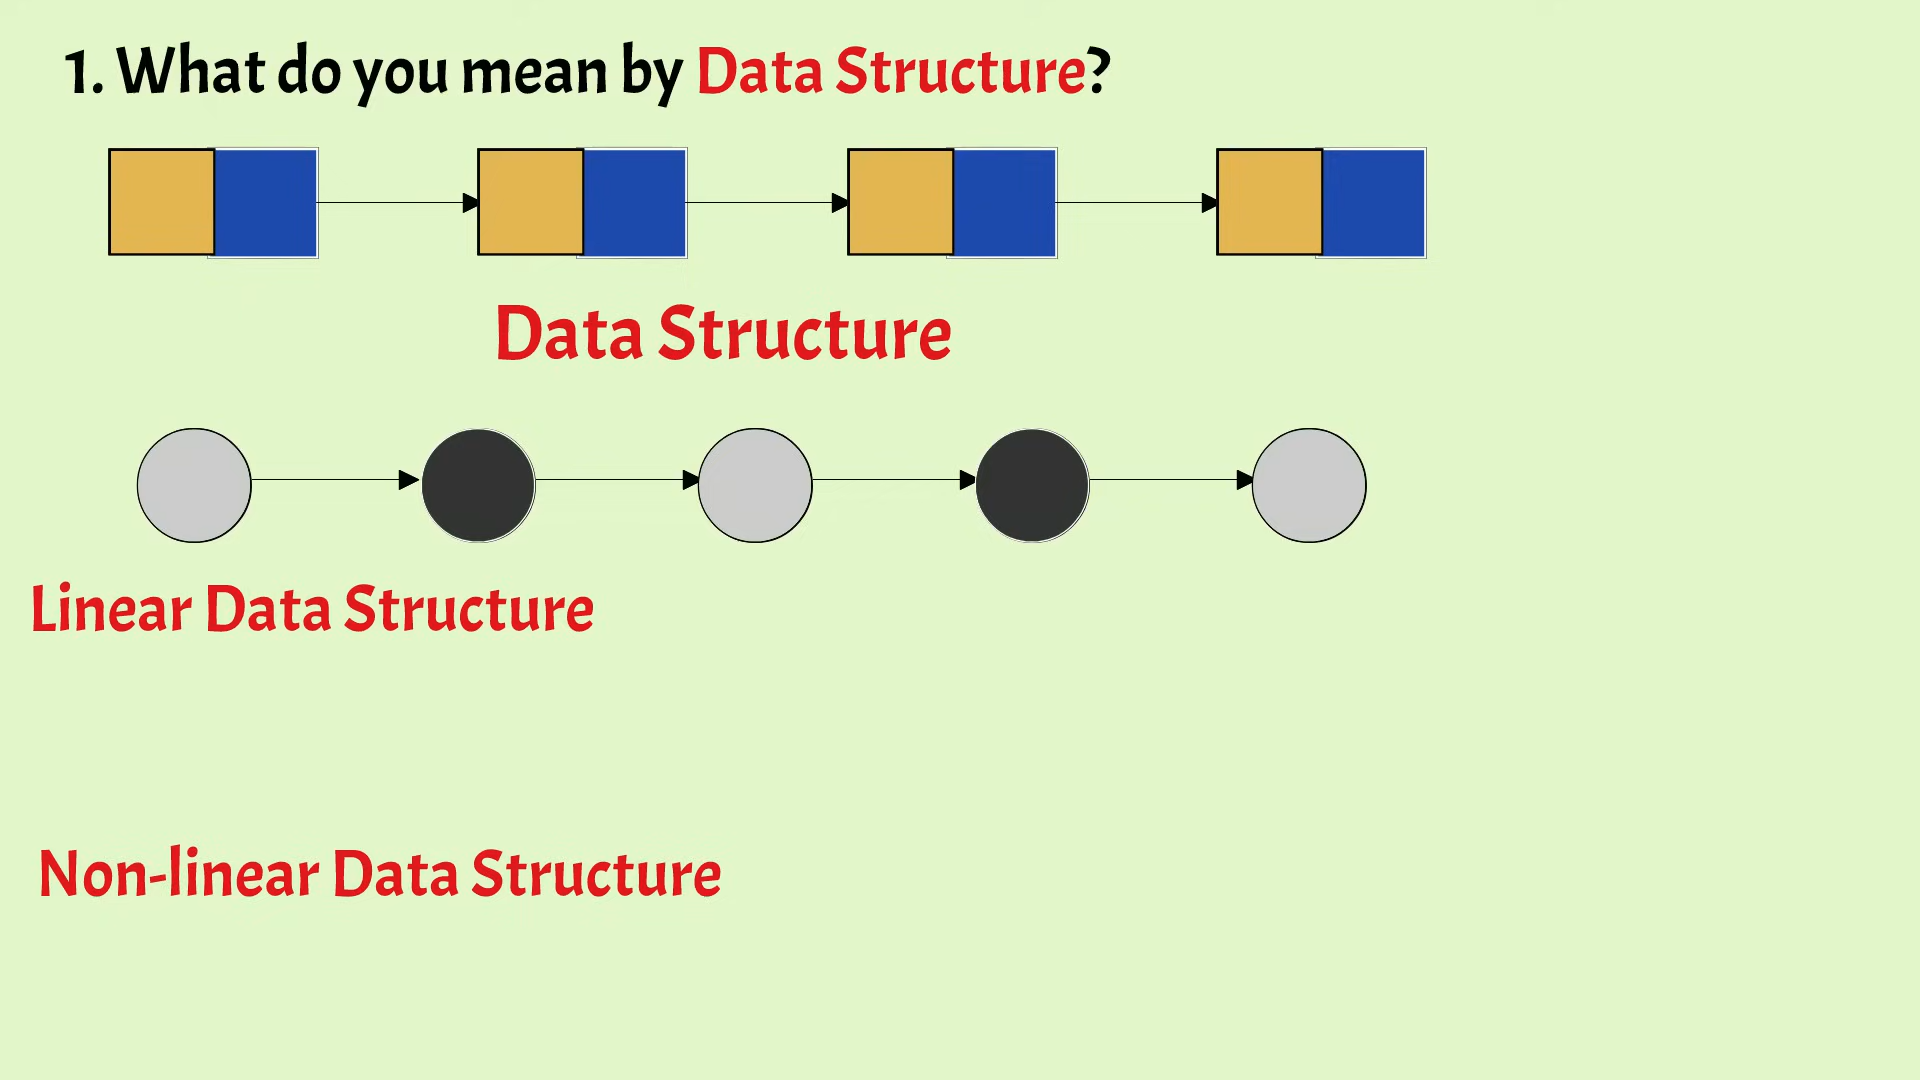 1. What do you mean by Data Structure?
Data Structure
Linear Data Structure
Non-linear Data Structure